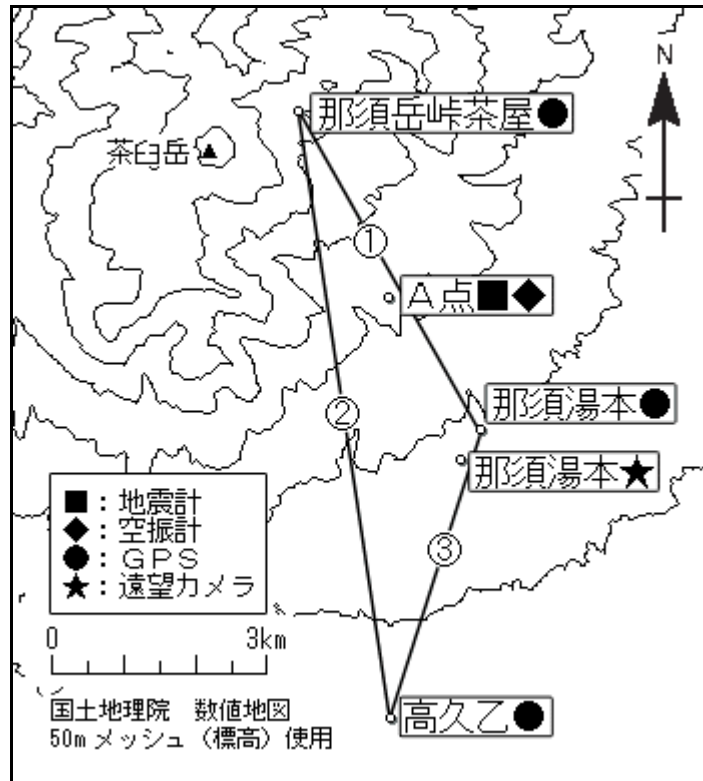 N
那須岳峠茶屋●
茶臼岳▲
①
A点■◆
那須湯本●
②
那須湯本★
③
■：地震計
◆：空振計
●：GPS
★：遠望カメラ
0 3km
国土地理院 数値地図
50mメッシュ（標高）使用
高久乙●